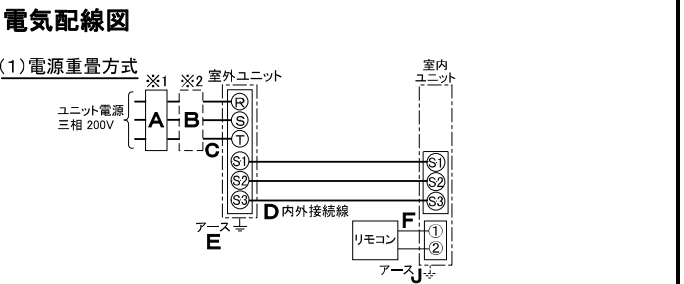 電気配線図
(1)電源重畳方式
※1
※2
室外ユニット
室内
ユニット
ユニット電源
三相 200V
A
B
C
R
S
T
S1
S2
S3
S1
S2
S3
D 内外接続線
アース
E
F
リモコン
①
②
アース J